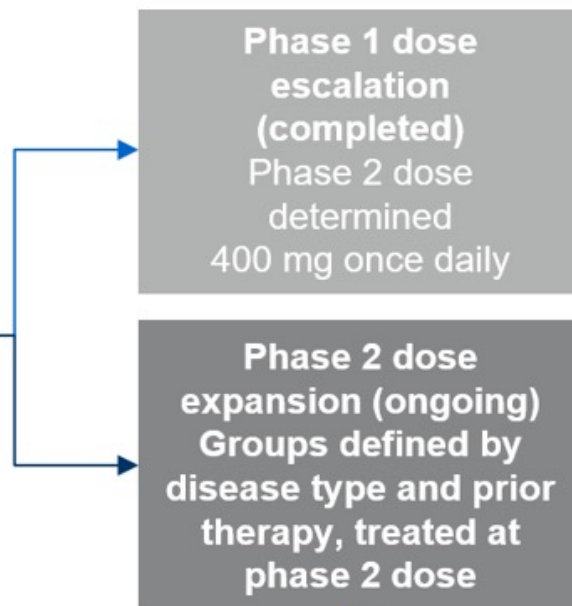 Phase 1 dose
escalation
(completed)
Phase 2 dose
determined
400 mg once daily
Phase 2 dose
expansion (ongoing)
Groups defined by
disease type and prior
therapy, treated at
phase 2 dose